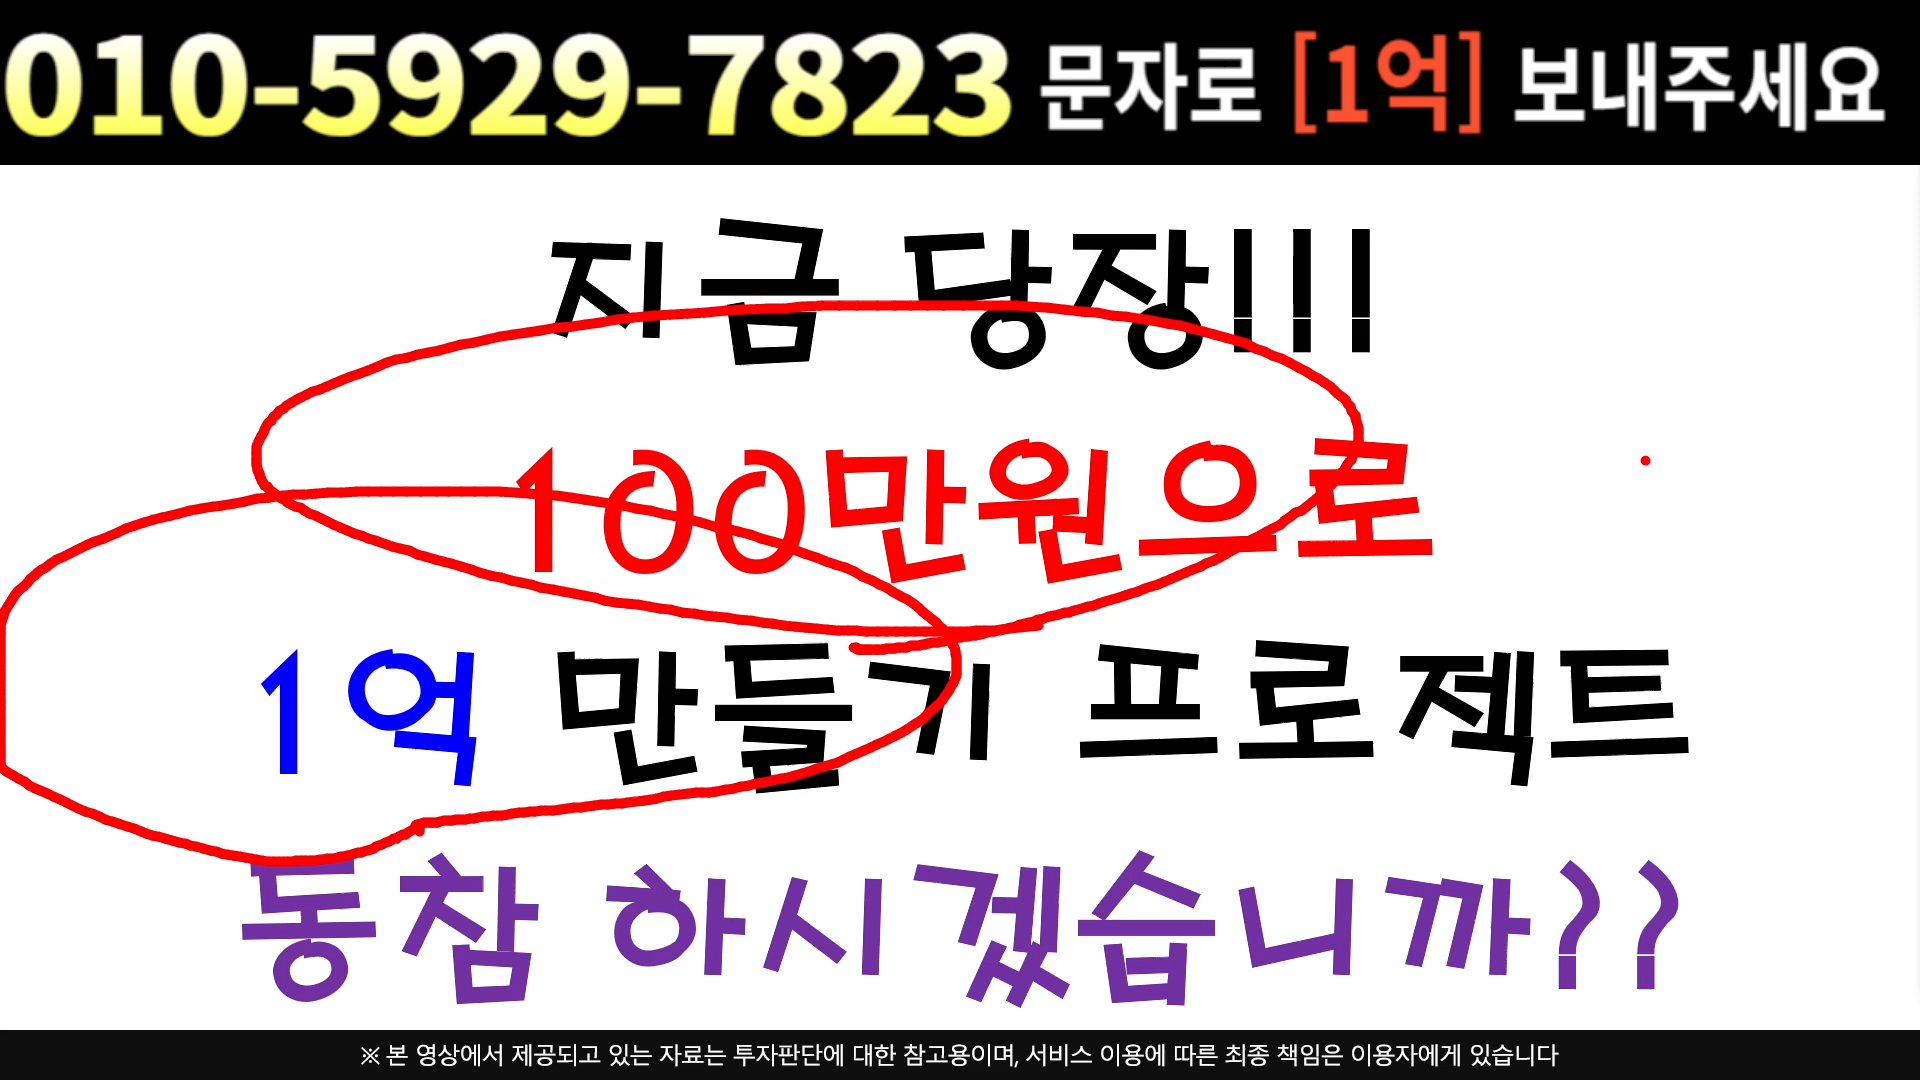 010-5929-7823 문자로 [1억] 보내주세요
지금 당장!!!
100만원으로
1억 만들기 프로젝트
동참 하시겠습니까??
※ 본 영상에서 제공되고 있는 자료는 투자판단에 대한 참고용이며, 서비스 이용에 따른 최종 책임은 이용자에게 있습니다